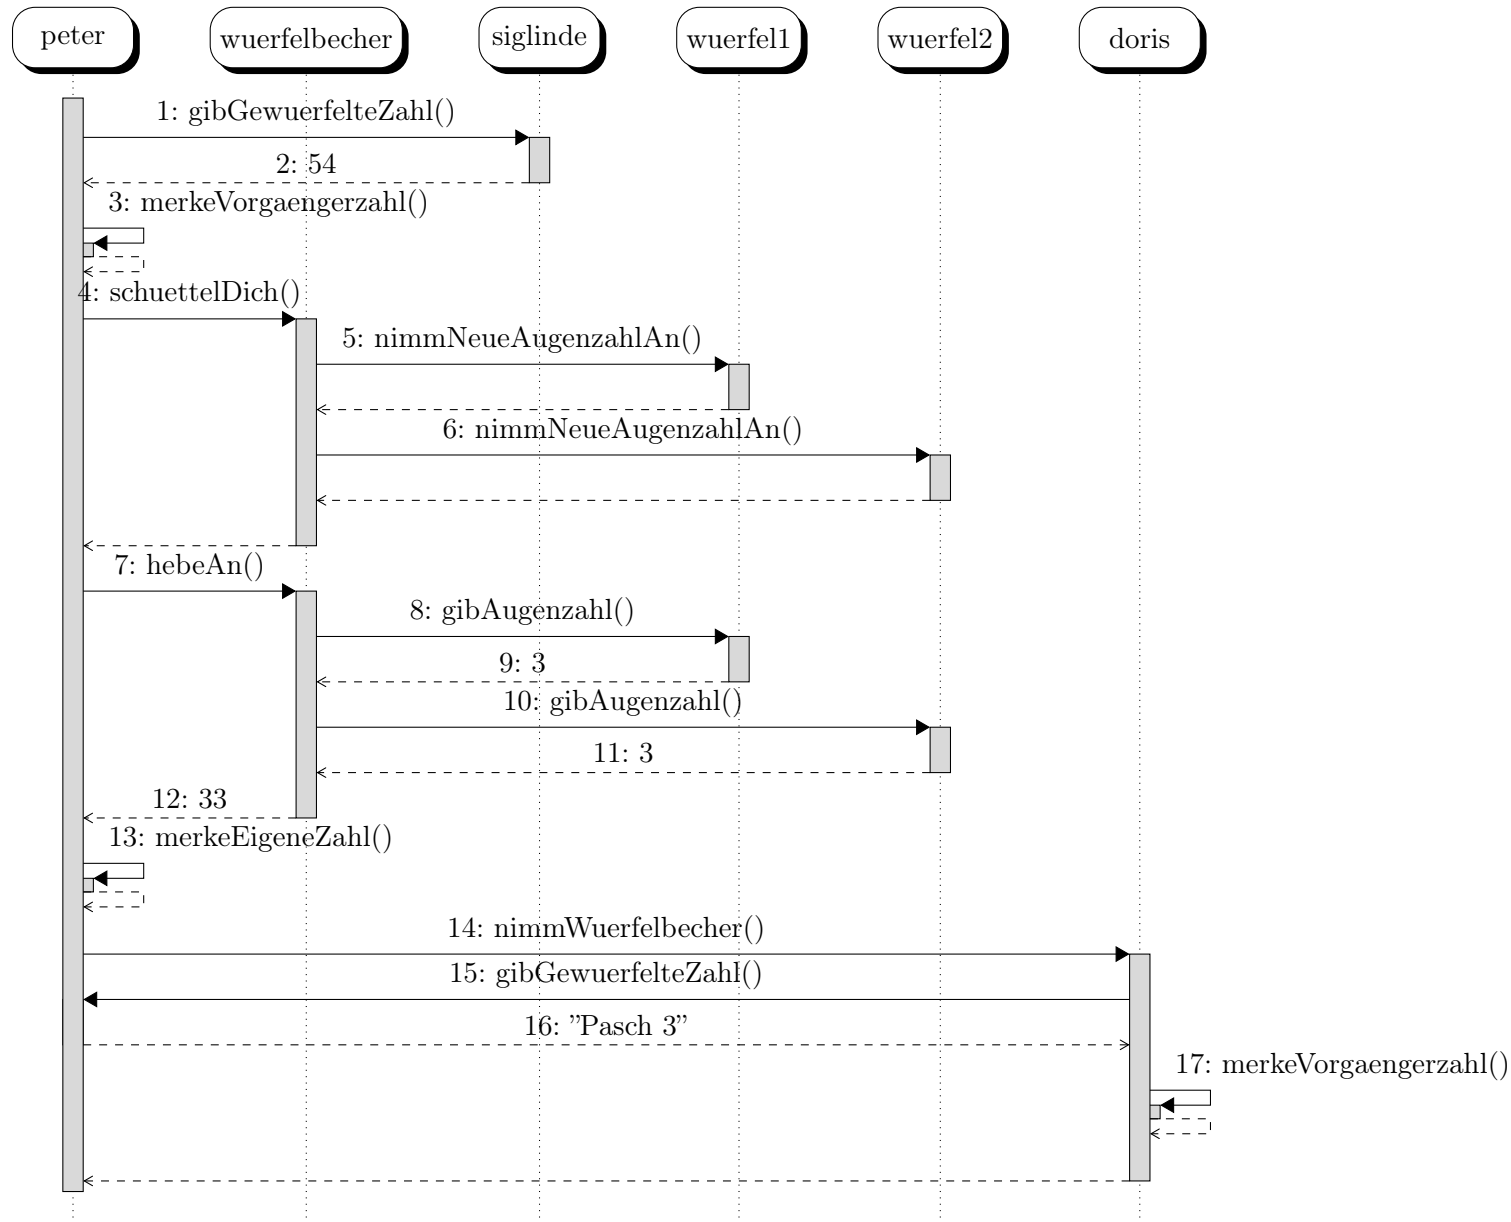 peter
wuerfelbecher
siglinde
wuerfel1
wuerfel2
doris
1: gibGewuerfelteZahl()
2: 54
3: merkeVorgaengerzahl()
4: schuettelDich()
5: nimmNeueAugenzahlAn()
6: nimmNeueAugenzahlAn()
7: hebeAn()
8: gibAugenzahl()
9: 3
10: gibAugenzahl()
11: 3
12: 33
13: merkeEigeneZahl()
14: nimmWuerfelbecher()
15: gibGewuerfelteZahl()
16: ”Pasch 3”
17: merkeVorgaengerzahl()